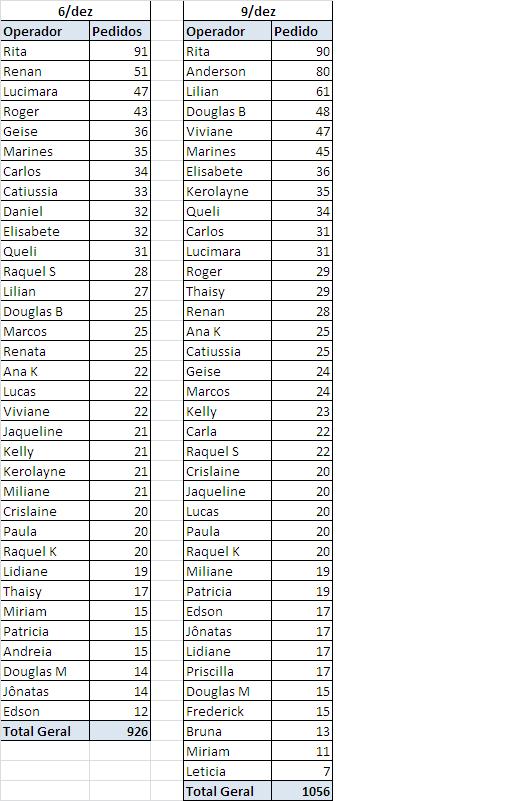 6/dez 9/dez
Operador Pedidos Operador Pedido
Rita 91 Rita 90
Renan 51 Anderson 80
Lucimara 47 Lilian 61
Roger 43 Douglas B 48
Geise 36 Viviane 47
Marines 35 Marines 45
Carlos 34 Elisabete 36
Catiussia 33 Kerolayne 35
Daniel 32 Queli 34
Elisabete 32 Carlos 31
Queli 31 Lucimara 31
Raquel S 28 Roger 29
Lilian 27 Thaisy 29
Douglas B 25 Renan 28
Marcos 25 Ana K 25
Renata 25 Catiussia 25
Ana K 22 Geise 24
Lucas 22 Marcos 24
Viviane 22 Kelly 23
Jaqueline 21 Carla 22
Kelly 21 Raquel S 22
Kerolayne 21 Crislaine 20
Miliane 21 Jaqueline 20
Crislaine 20 Lucas 20
Paula 20 Paula 20
Raquel K 20 Raquel K 20
Lidiane 19 Miliane 19
Thaisy 17 Patricia 19
Miriam 15 Edson 17
Patricia 15 Jônatas 17
Andreia 15 Lidiane 17
Douglas M 14 Priscilla 17
Jônatas 14 Douglas M 15
Edson 12 Frederick 15
Total Geral 926 Bruna 13
Miriam 11
Leticia 7
Total Geral 1056